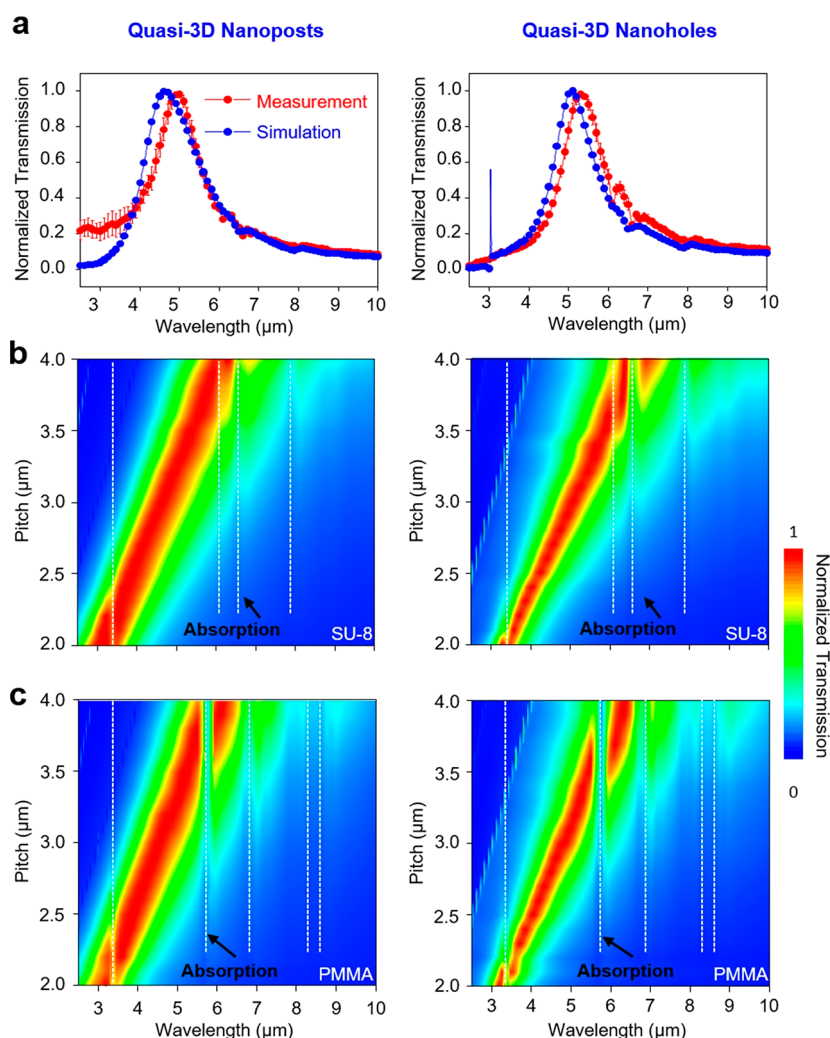 a
Quasi-3D Nanoposts
Quasi-3D Nanoholes
Normalized Transmission
1.0
0.8
0.6
0.4
0.2
0.0
Measurement
Simulation
3 4 5 6 7 8 9 10
Wavelength (µm)
Normalized Transmission
1.0
0.8
0.6
0.4
0.2
0.0
3 4 5 6 7 8 9 10
Wavelength (µm)
b
Pitch (µm)
4.0
3.5
3.0
2.5
2.0
Absorption
SU-8
Pitch (µm)
4.0
3.5
3.0
2.5
2.0
Absorption
SU-8
1
Normalized Transmission
0
c
Pitch (µm)
4.0
3.5
3.0
2.5
2.0
Absorption
PMMA
3 4 5 6 7 8 9 10
Wavelength (µm)
Pitch (µm)
4.0
3.5
3.0
2.5
2.0
Absorption
PMMA
3 4 5 6 7 8 9 10
Wavelength (µm)